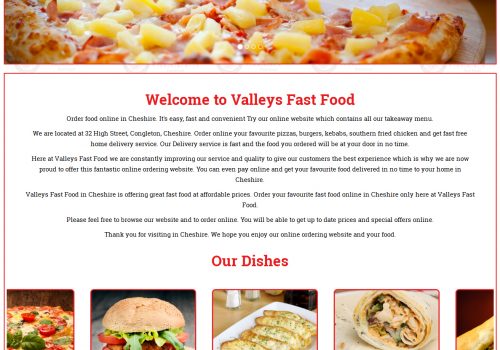 Welcome to Valleys Fast Food
Order food online in Cheshire. It's easy, fast and convenient Try our online website which contains all our takeaway menu.
We are located at 32 High Street, Congleton, Cheshire. Order online your favourite pizzas, burgers, kebabs, southern fried chicken and get fast free
home delivery service. Our Delivery service is fast and the food you ordered will be at your door in no time.
Here at Valleys Fast Food we are constantly improving our service and quality to give our customers the best experience which is why we are now
proud to offer this fantastic online ordering website. You can even pay online and get your favourite food delivered in no time to your home in
Cheshire.
Valleys Fast Food in Cheshire is offering great fast food at affordable prices. Order your favourite fast food online in Cheshire only here at Valleys Fast
Food.
Please feel free to browse our website and to order online. You will be able to get up to date prices and special offers online.
Thank you for visiting in Cheshire. We hope you enjoy our online ordering website and your food.
Our Dishes